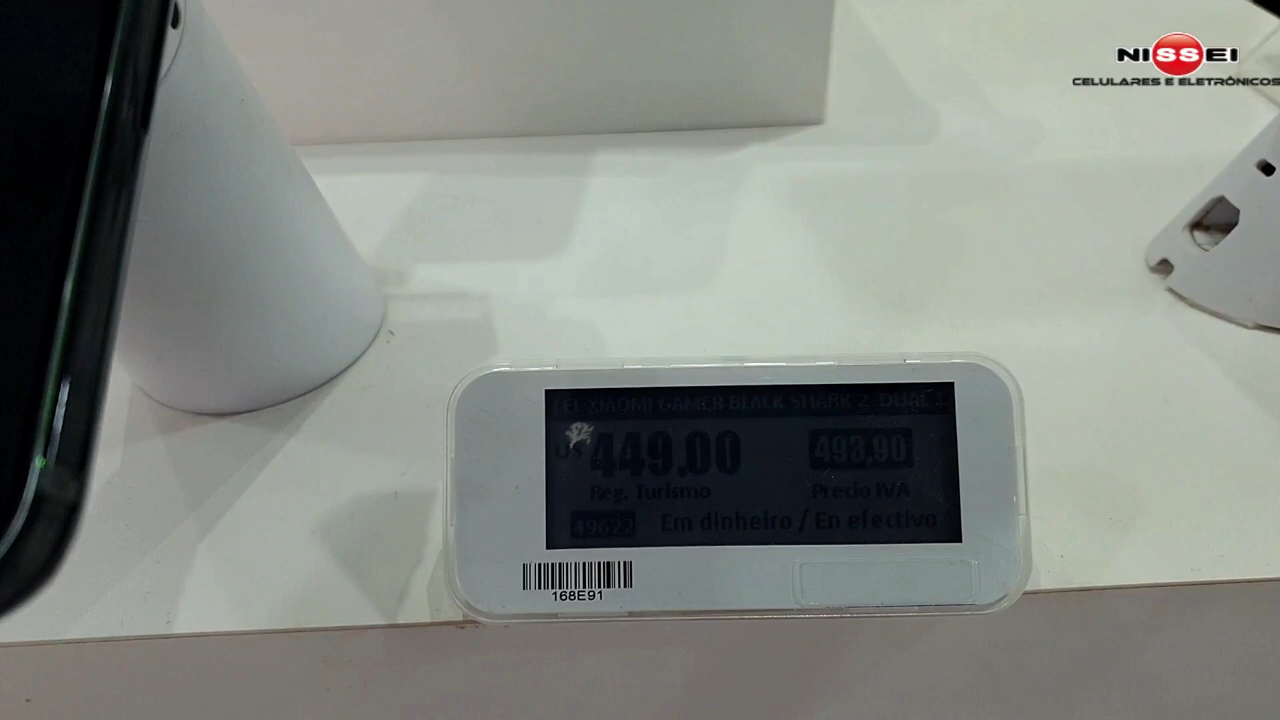 NISSEI
CELULARES E ELETRÔNICOS
CEL XIAOMI GAMER BLACK SHARK 2 DUAL
U$ 449.00
493,90
Reg. Turismo
Precio IVA
49622
Em dinheiro / En efectivo
168E91